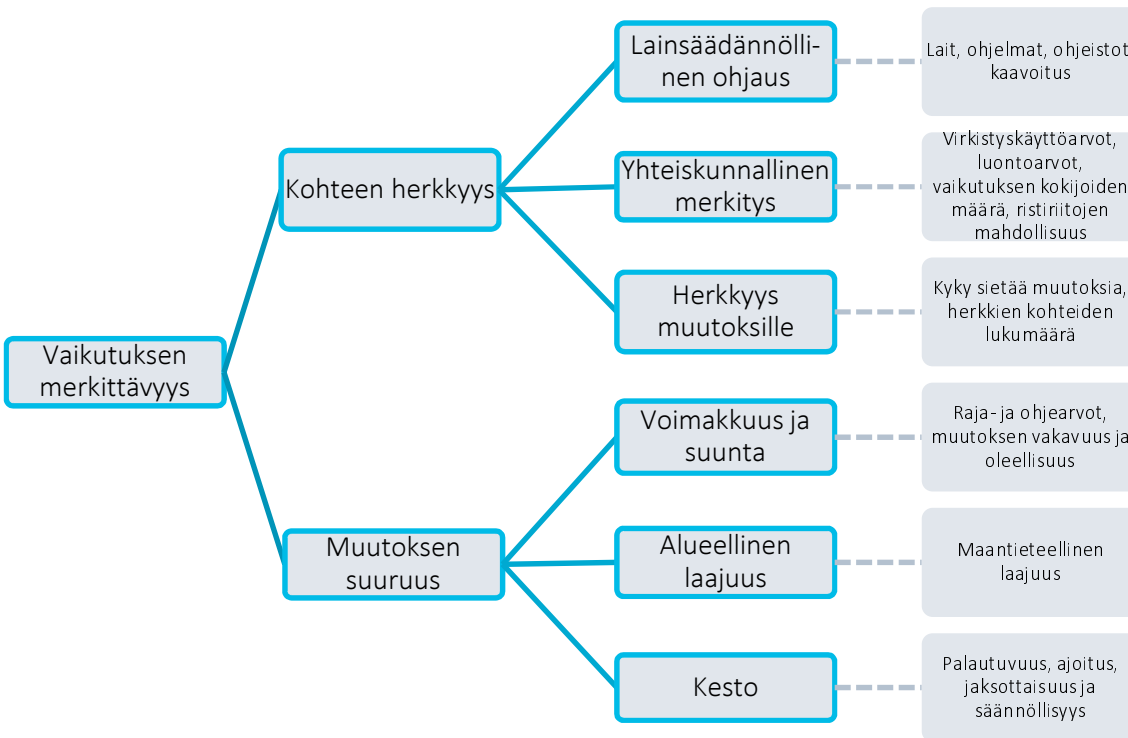 Vaikutuksen
merkittävyys
Kohteen herkkyys
Lainsäädännölli-
nen ohjaus
Lait, ohjelmat, ohjeistot
kaavoitus
Yhteiskunnallinen
merkitys
Virkistyskäyttöarvot,
luontoarvot,
vaikutuksen kokijoiden
määrä, ristiriitojen
mahdollisuus
Herkkyys
muutoksille
Kyky sietää muutoksia,
herkkien kohteiden
lukumäärä
Muutoksen
suuruus
Voimakkuus ja
suunta
Raja- ja ohjearvot,
muutoksen vakavuus ja
oleellisuus
Alueellinen
laajuus
Maantieteellinen
laajuus
Kesto
Palautuvuus, ajoitus,
jaksottaisuus ja
säännöllisyys